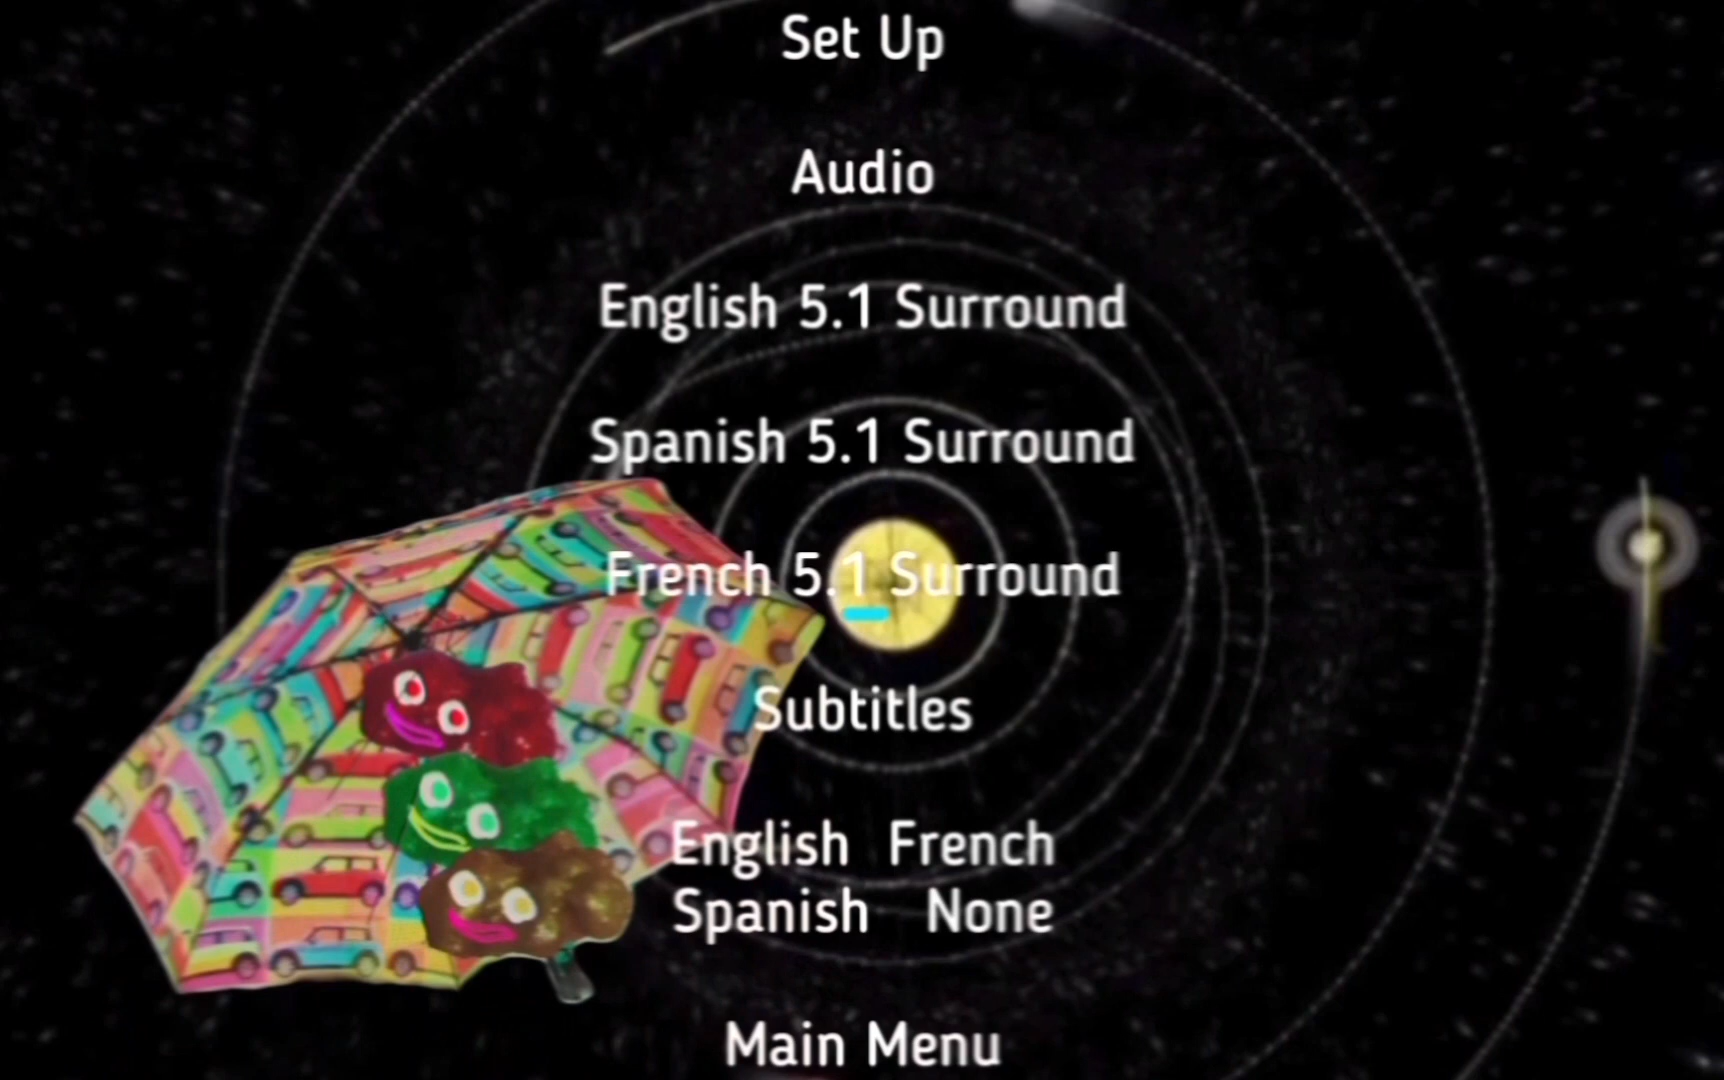 Set Up
Audio
English 5.1 Surround
Spanish 5.1 Surround
French 5.1 Surround
Subtitles
English French
Spanish None
Main Menu